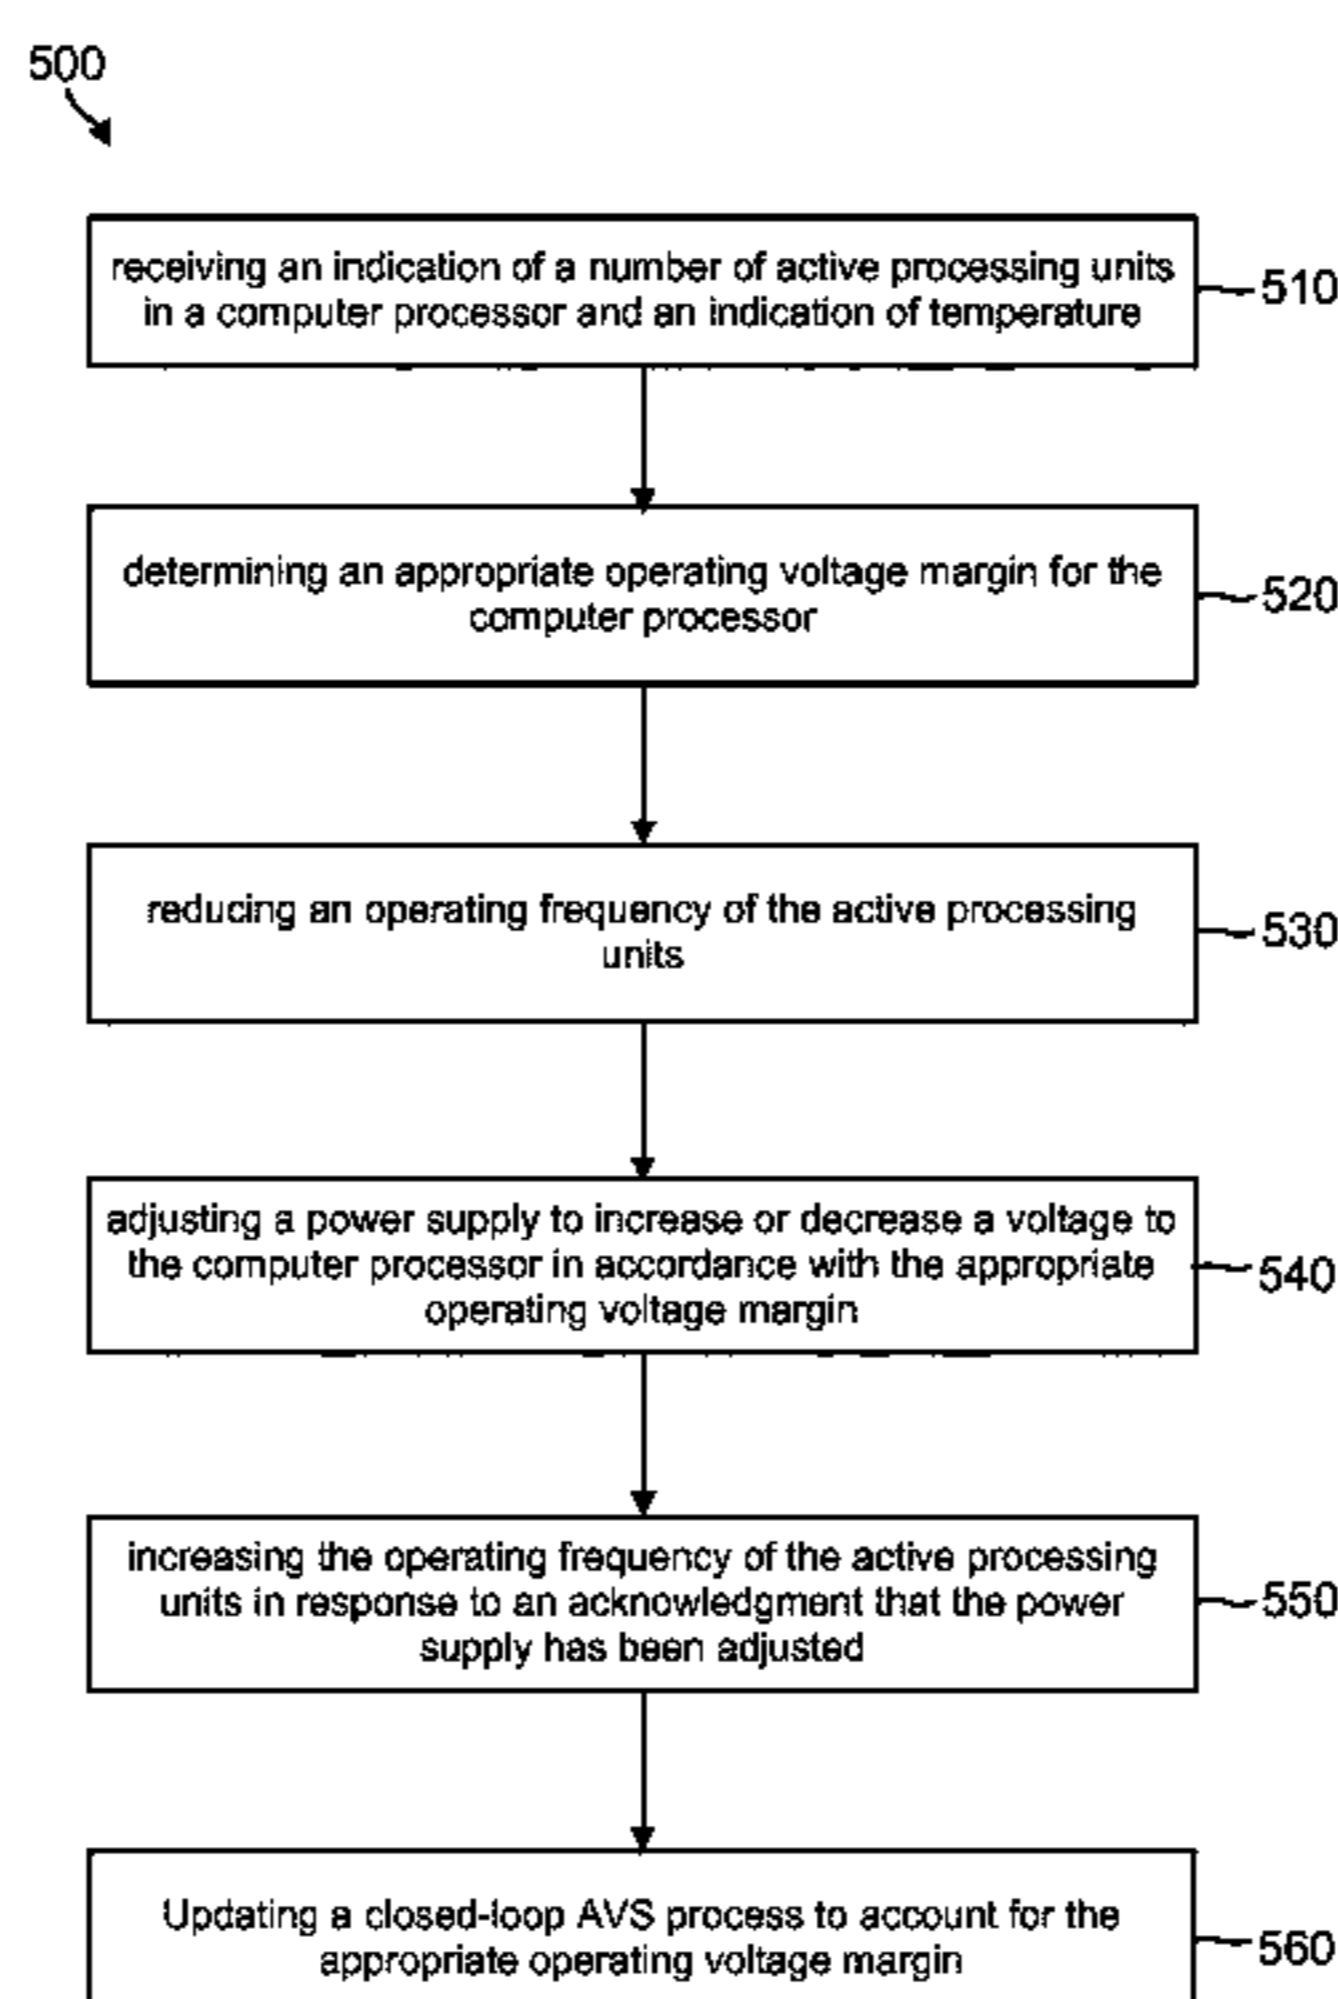 500
receiving an indication of a number of active processing units
in a computer processor and an indication of temperature
510
determining an appropriate operating voltage margin for the
computer processor
520
reducing an operating frequency of the active processing
units
530
adjusting a power supply to increase or decrease a voltage to
the computer processor in accordance with the appropriate
operating voltage margin
540
increasing the operating frequency of the active processing
units in response to an acknowledgment that the power
supply has been adjusted
550
Updating a closed-loop AVS process to account for the
appropriate operating voltage margin
560